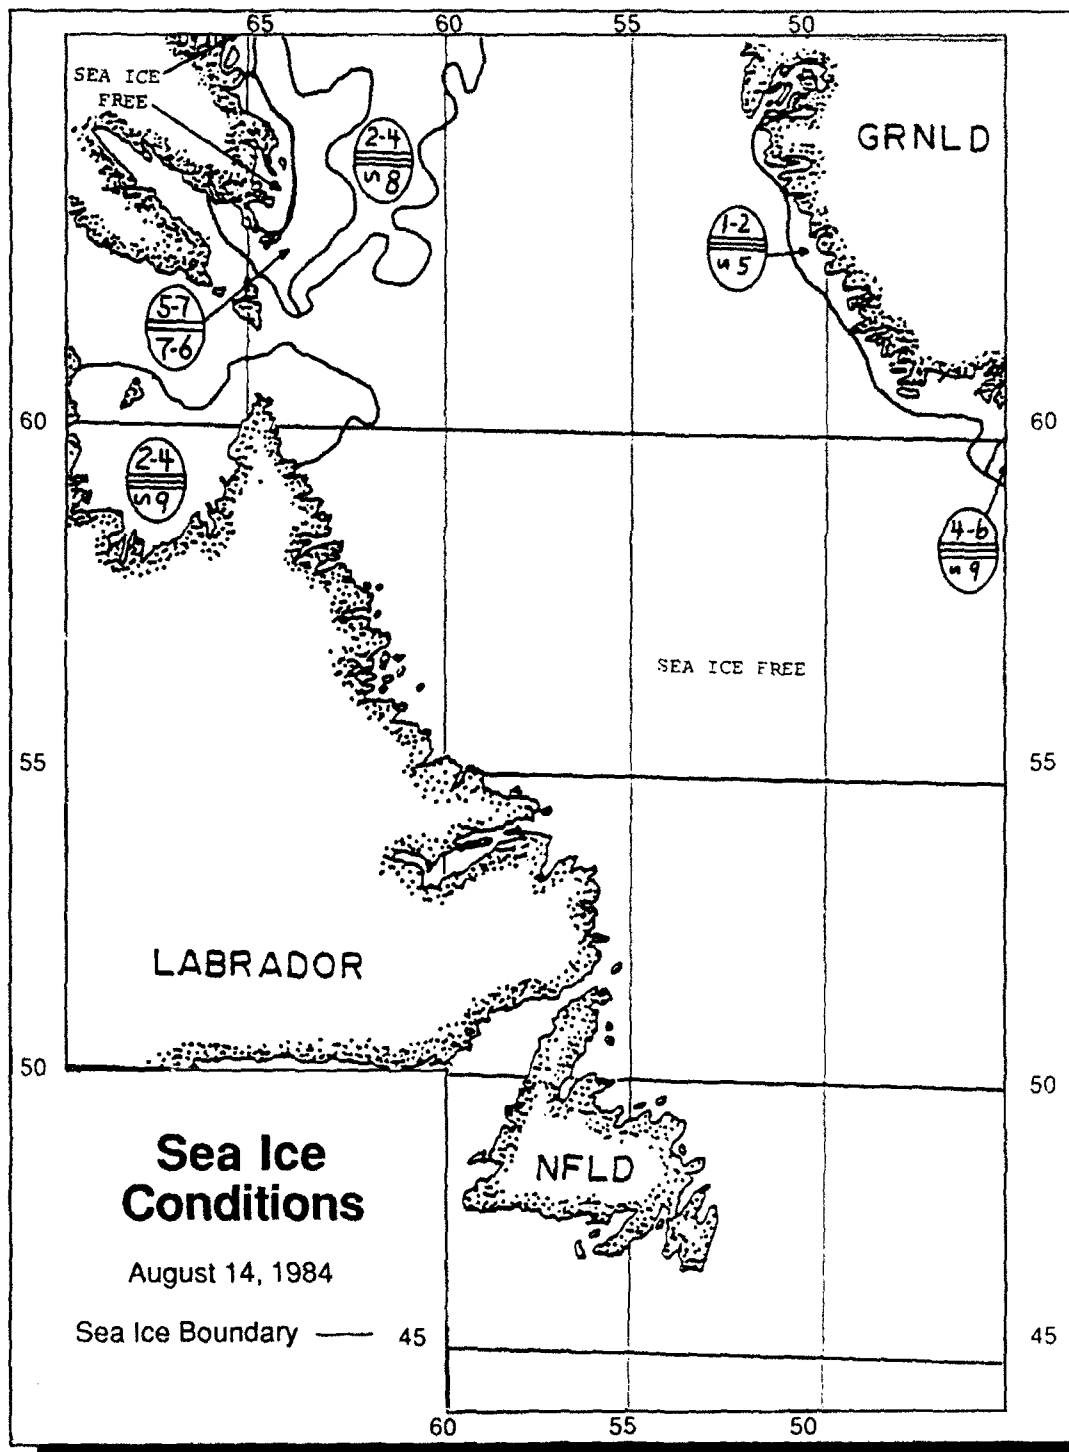 65 60 55 50
SEA ICE
FREE
2-4
8
GRNLD
1-2
5
5-7
7-6
60 60
2-4
9
4-6
9
SEA ICE FREE
55 55
LABRADOR
50 50
Sea Ice
Conditions
NFLD
August 14, 1984
Sea Ice Boundary 45 45
60 55 50